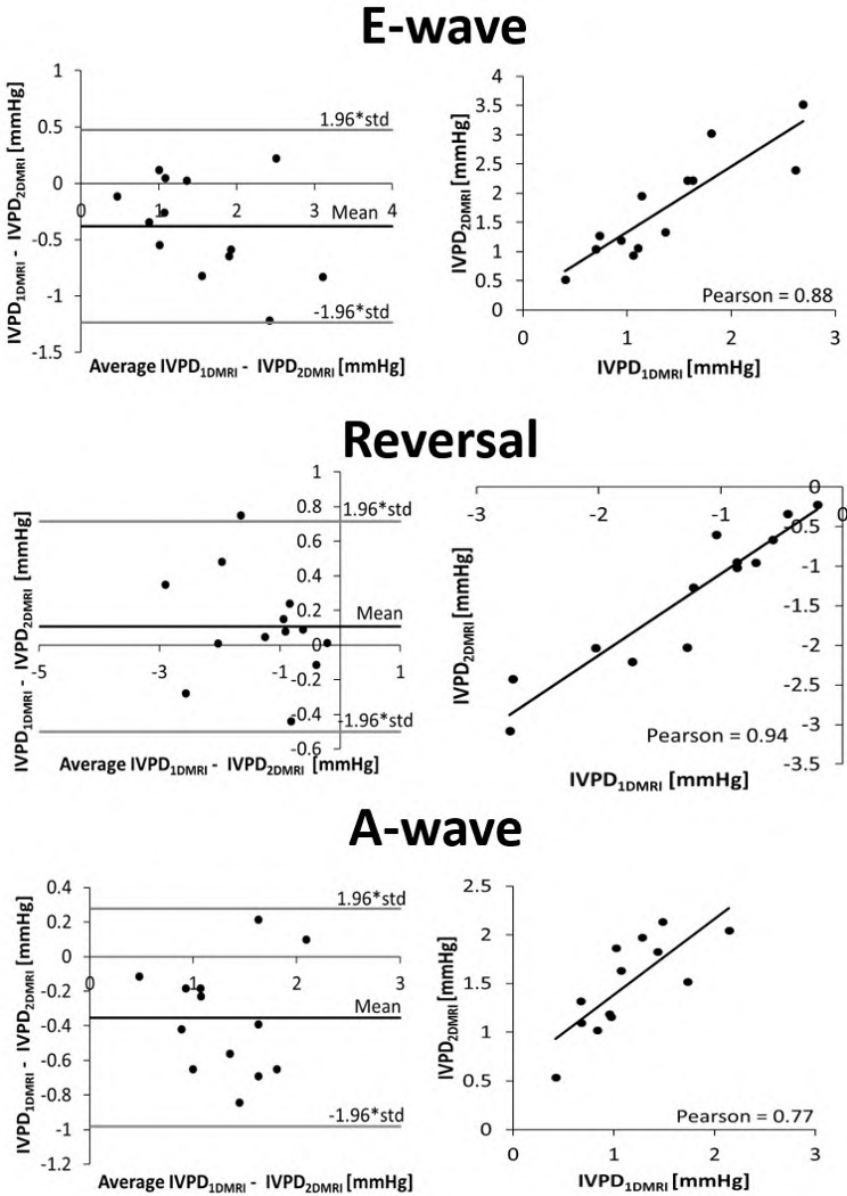 E-wave
1
0.5
0
-0.5
-1
-1.5
0
1
2
3
4
1.96*std
Mean
-1.96*std
IVPD1DMRI - IVPD2DMRI [mmHg]
Average IVPD1DMRI - IVPD2DMRI [mmHg]
4
3.5
3
2.5
2
1.5
1
0.5
0
0
1
2
3
Pearson = 0.88
IVPD2DMRI [mmHg]
IVPD1DMRI [mmHg]
Reversal
1
0.8
0.6
0.4
0.2
0
-0.2
-0.4
-0.6
-5
-3
-1
1
1.96*std
Mean
-1.96*std
IVPD1DMRI - IVPD2DMRI [mmHg]
Average IVPD1DMRI - IVPD2DMRI [mmHg]
-3
-2
-1
0
0
-0.5
-1
-1.5
-2
-2.5
-3
-3.5
Pearson = 0.94
IVPD2DMRI [mmHg]
IVPD1DMRI [mmHg]
A-wave
0.4
0.2
0
-0.2
-0.4
-0.6
-0.8
-1
-1.2
0
1
2
3
1.96*std
Mean
-1.96*std
IVPD1DMRI - IVPD2DMRI [mmHg]
Average IVPD1DMRI - IVPD2DMRI [mmHg]
2.5
2
1.5
1
0.5
0
0
1
2
3
Pearson = 0.77
IVPD2DMRI [mmHg]
IVPD1DMRI [mmHg]